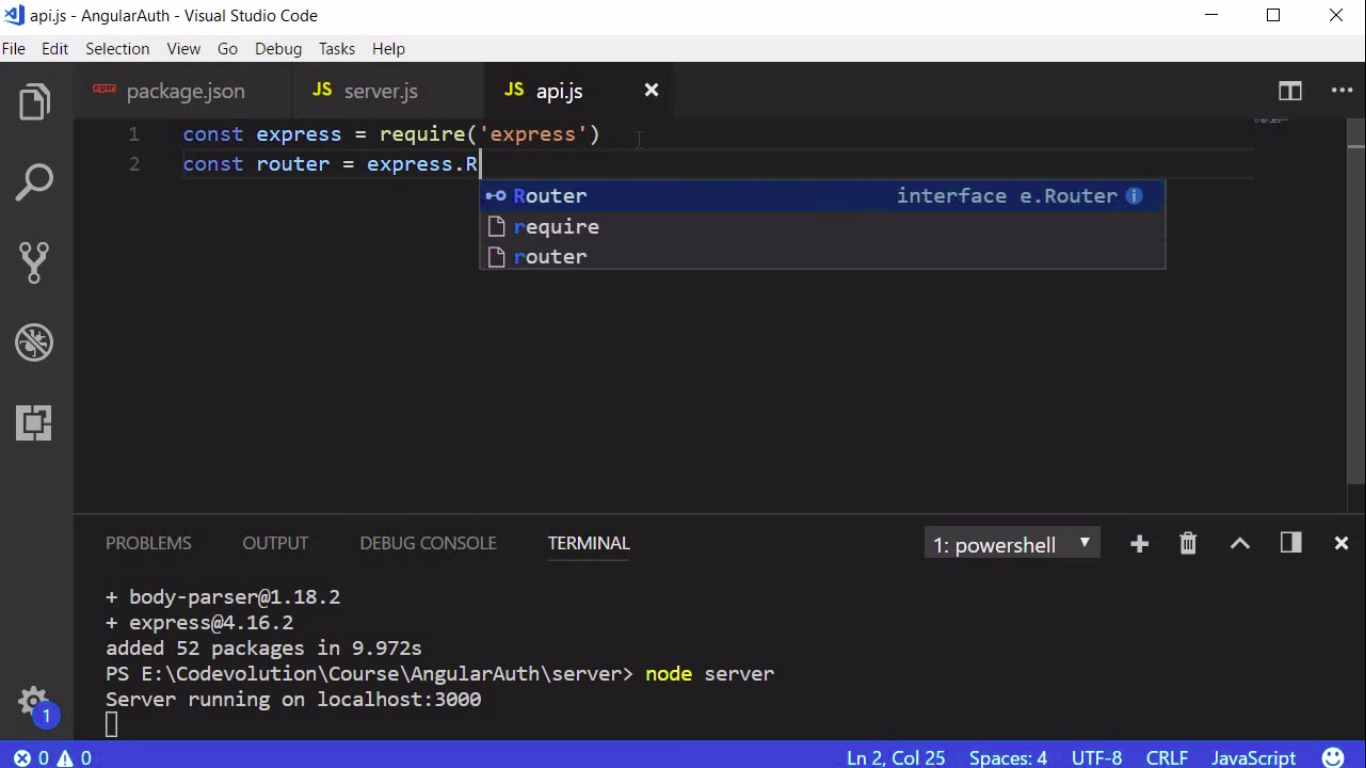 api.js - AngularAuth - Visual Studio Code
File Edit Selection View Go Debug Tasks Help
npm package.json JS server.js JS api.js
1 const express = require('express')
2 const router = express.R
Router interface e.Router
require
router
PROBLEMS OUTPUT DEBUG CONSOLE TERMINAL 1: powershell
+ body-parser@1.18.2
+ express@4.16.2
added 52 packages in 9.972s
PS E:\Codevolution\Course\AngularAuth\server> node server
Server running on localhost:3000
1
0 0 Ln 2, Col 25 Spaces: 4 UTF-8 CRLF JavaScript